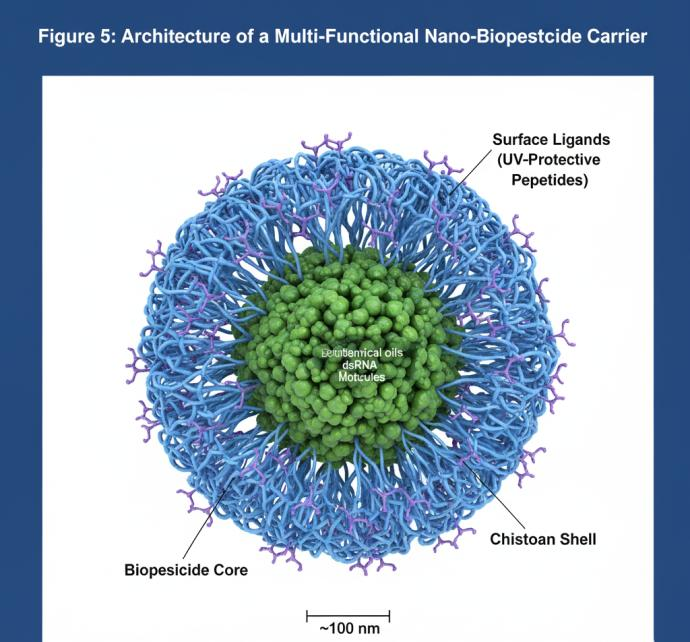 Figure 5: Architecture of a Multi-Functional Nano-Biopestcide Carrier
Surface Ligands
(UV-Protective
Pepetides)
oils
dsRNA
Chistoan Shell
Biopesicide Core
~100 nm